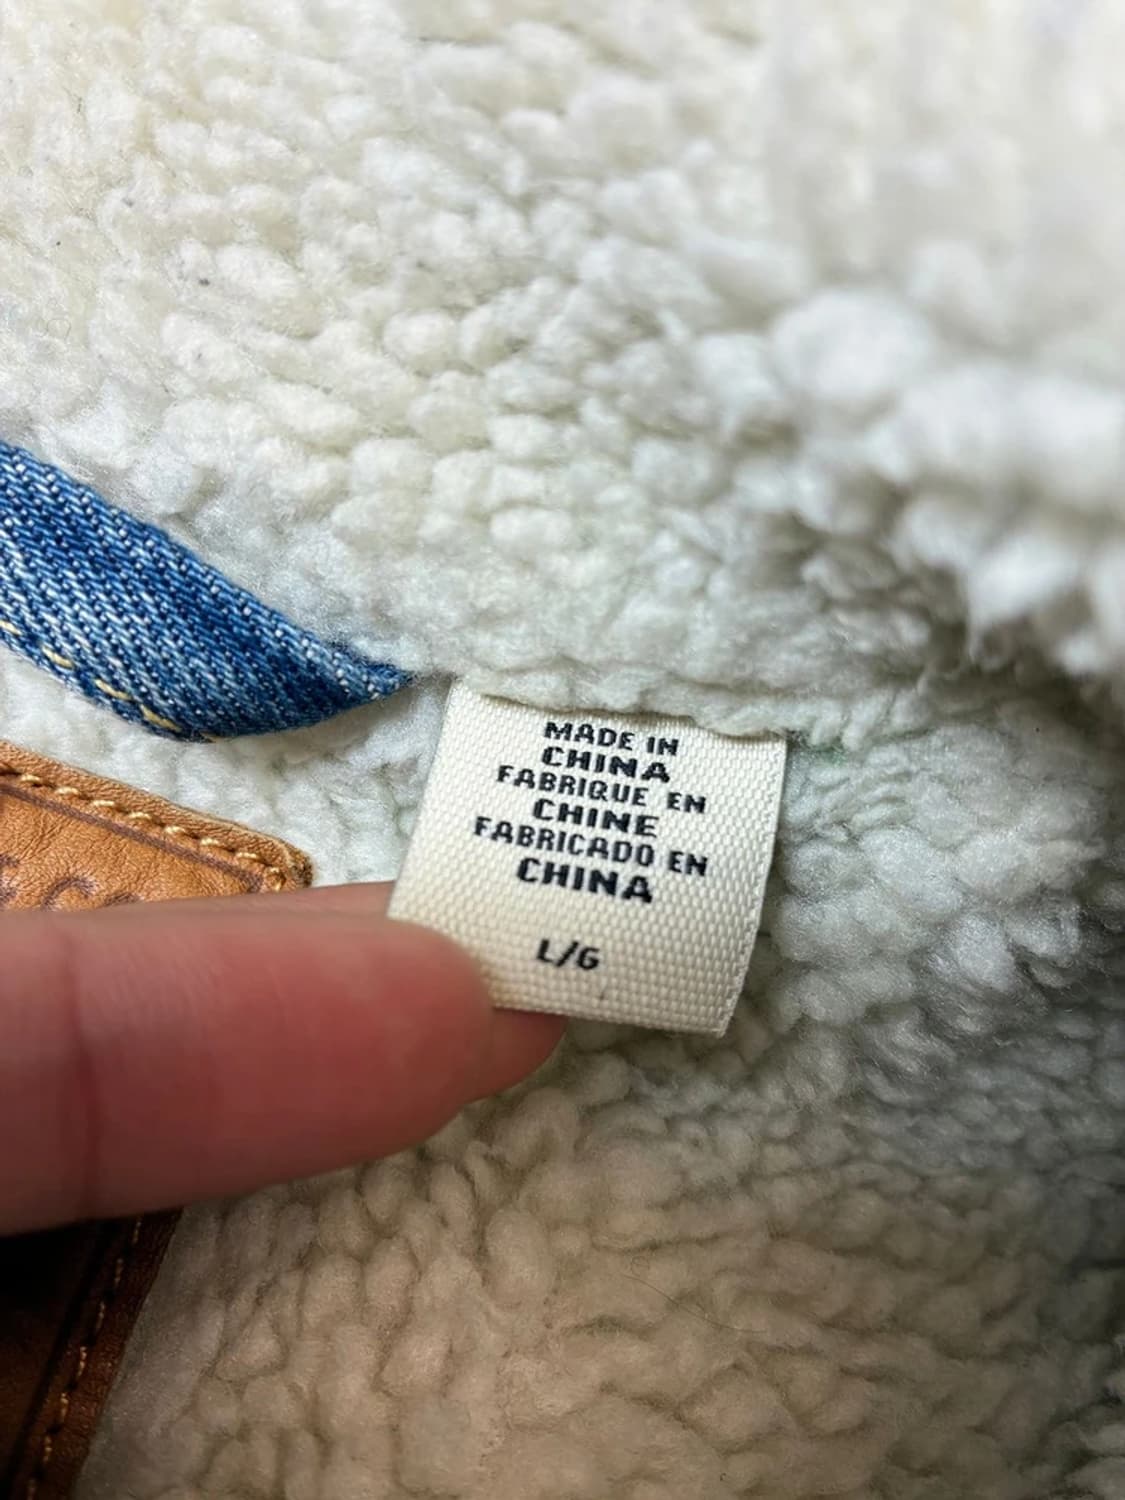 MADE IN
CHINA
FABRIQUE EN
CHINE
FABRICADO EN
CHINA
L/G